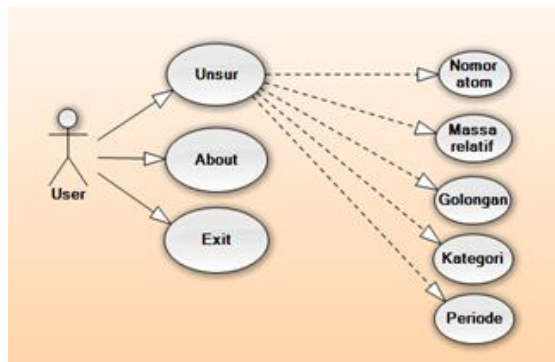 Unsur
About
Exit
User
Nomor
atom
Massa
relatif
Golongan
Kategori
Periode